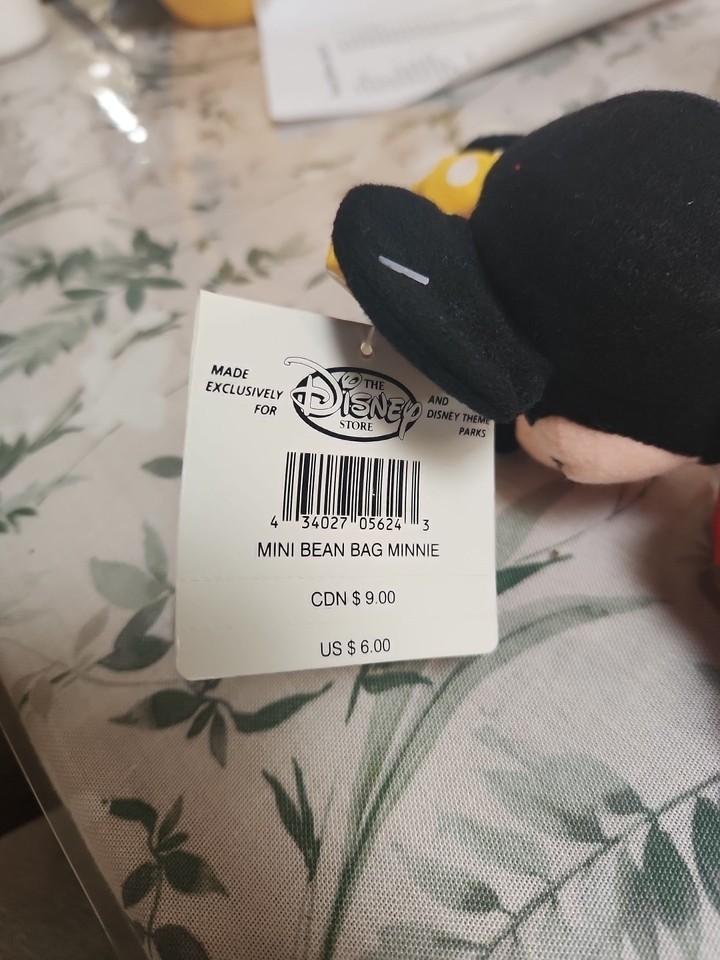 MADE
EXCLUSIVELY
FOR
THE
DISNEY
STORE
AND
DISNEY THEME
PARKS
4 34027 05624 3
MINI BEAN BAG MINNIE
CDN $ 9.00
US $ 6.00